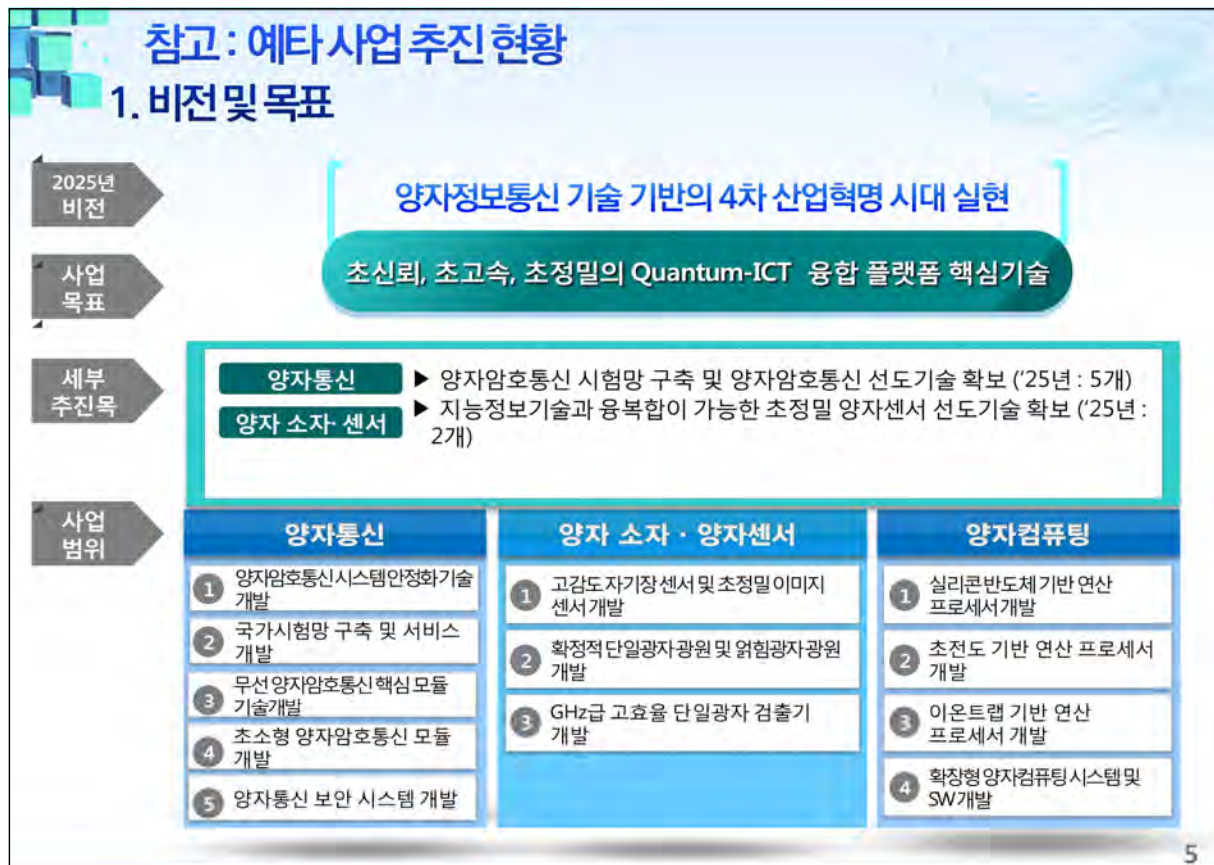 참고 : 예타 사업 추진 현황
1. 비전 및 목표
2025년
비전
양자정보통신 기술 기반의 4차 산업혁명 시대 실현
사업
목표
초신뢰, 초고속, 초정밀의 Quantum-ICT 융합 플랫폼 핵심기술
세부
추진목
양자통신 ▶ 양자암호통신 시험망 구축 및 양자암호통신 선도기술 확보 (‘25년 : 5개)
양자 소자· 센서 ▶ 지능정보기술과 융복합이 가능한 초정밀 양자센서 선도기술 확보 (‘25년 :
2개)
사업
범위
양자통신
1 양자암호통신 시스템 안정화 기술
개발
2 국가시험망 구축 및 서비스
개발
3 무선 양자암호통신 핵심 모듈
기술개발
4 초소형 양자암호통신 모듈
개발
5 양자통신 보안 시스템 개발
양자 소자 · 양자센서
1 고감도 자기장 센서 및 초정밀 이미지
센서 개발
2 확정적 단일광자 광원 및 얽힘광자 광원
개발
3 GHz급 고효율 단일광자 검출기
개발
양자컴퓨팅
1 실리콘 반도체 기반 연산
프로세서 개발
2 초전도 기반 연산 프로세서
개발
3 이온트랩 기반 연산
프로세서 개발
4 확장형 양자컴퓨팅 시스템 및
SW개발
5